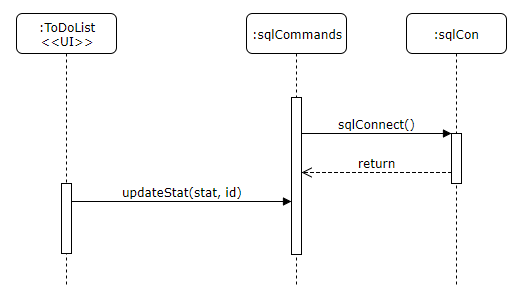 :ToDoList
<<UI>>
:sqlCommands
:sqlCon
sqlConnect()
return
updateStat(stat, id)